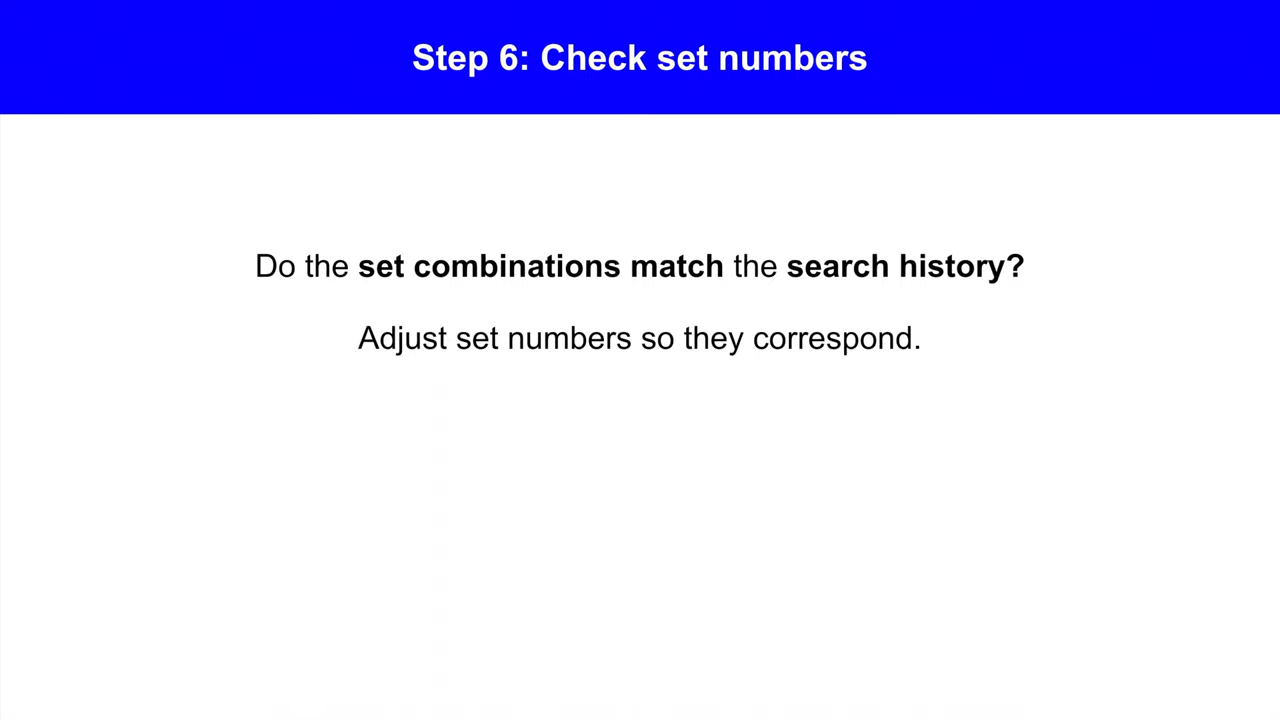 Step 6: Check set numbers
Do the set combinations match the search history?
Adjust set numbers so they correspond.